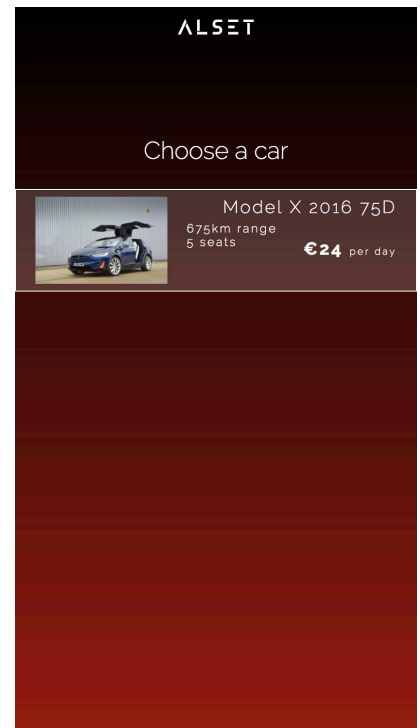 ALSET
Choose a car
Model X 2016 75D
675km range
5 seats
€24 per day